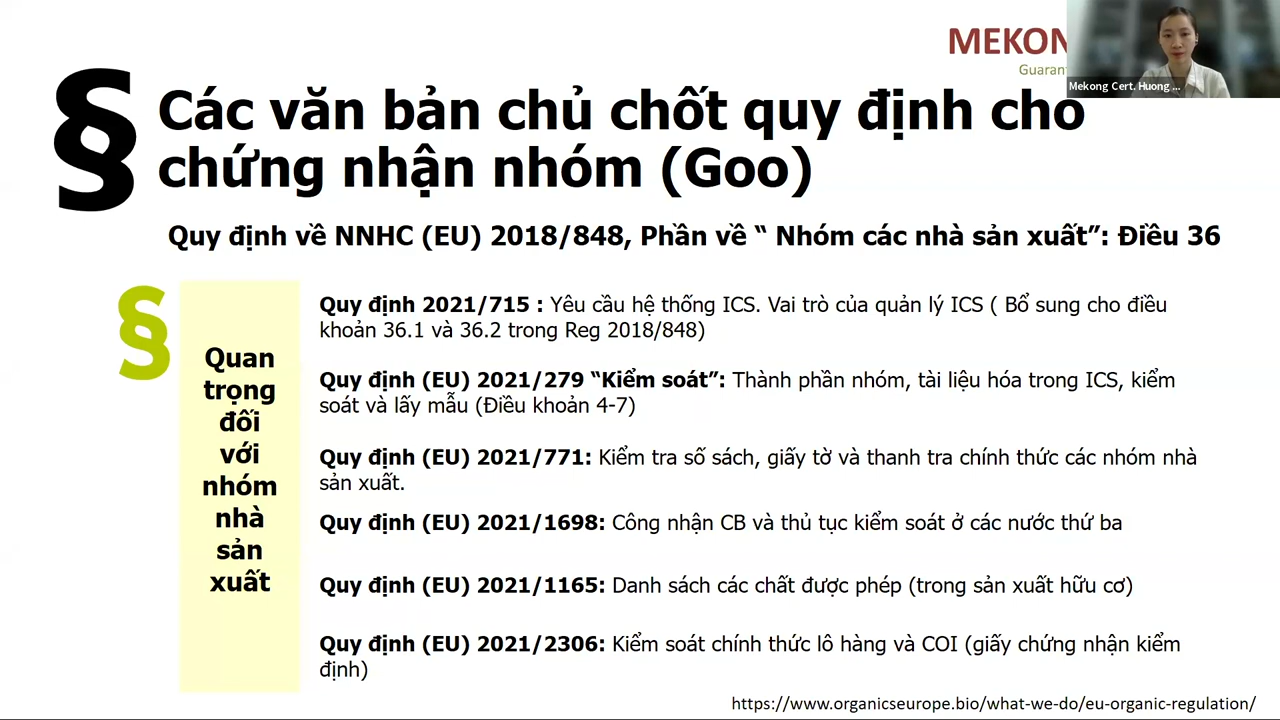 MEKON
Guaran
Mekong Cert. Huong ...
§
Các văn bản chủ chốt quy định cho
chứng nhận nhóm (Goo)
Quy định về NNHC (EU) 2018/848, Phần về “ Nhóm các nhà sản xuất”: Điều 36
§
Quan
trọng
đối
với
nhóm
nhà
sản
xuất
Quy định 2021/715 : Yêu cầu hệ thống ICS. Vai trò của quản lý ICS ( Bổ sung cho điều
khoản 36.1 và 36.2 trong Reg 2018/848)
Quy định (EU) 2021/279 “Kiểm soát”: Thành phần nhóm, tài liệu hóa trong ICS, kiểm
soát và lấy mẫu (Điều khoản 4-7)
Quy định (EU) 2021/771: Kiểm tra sổ sách, giấy tờ và thanh tra chính thức các nhóm nhà
sản xuất.
Quy định (EU) 2021/1698: Công nhận CB và thủ tục kiểm soát ở các nước thứ ba
Quy định (EU) 2021/1165: Danh sách các chất được phép (trong sản xuất hữu cơ)
Quy định (EU) 2021/2306: Kiểm soát chính thức lô hàng và COI (giấy chứng nhận kiểm
định)
https://www.organicseurope.bio/what-we-do/eu-organic-regulation/